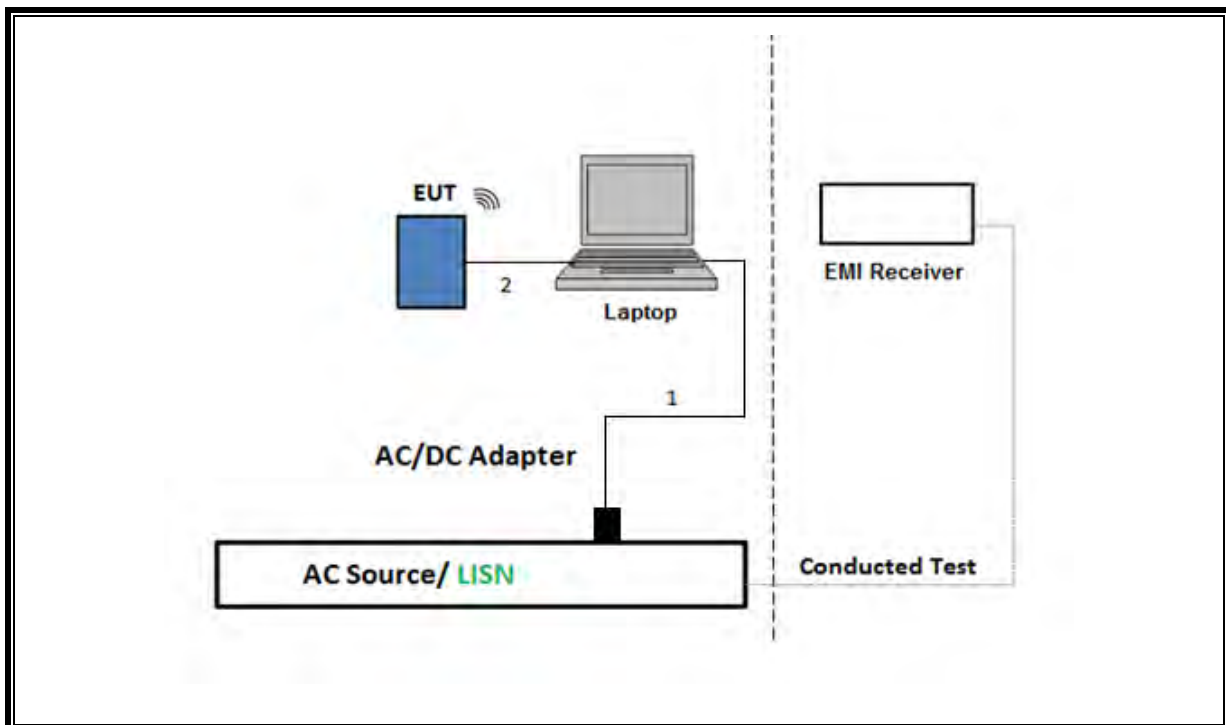 EUT
2
Laptop
EMI Receiver
1
AC/DC Adapter
AC Source/ LISN
Conducted Test